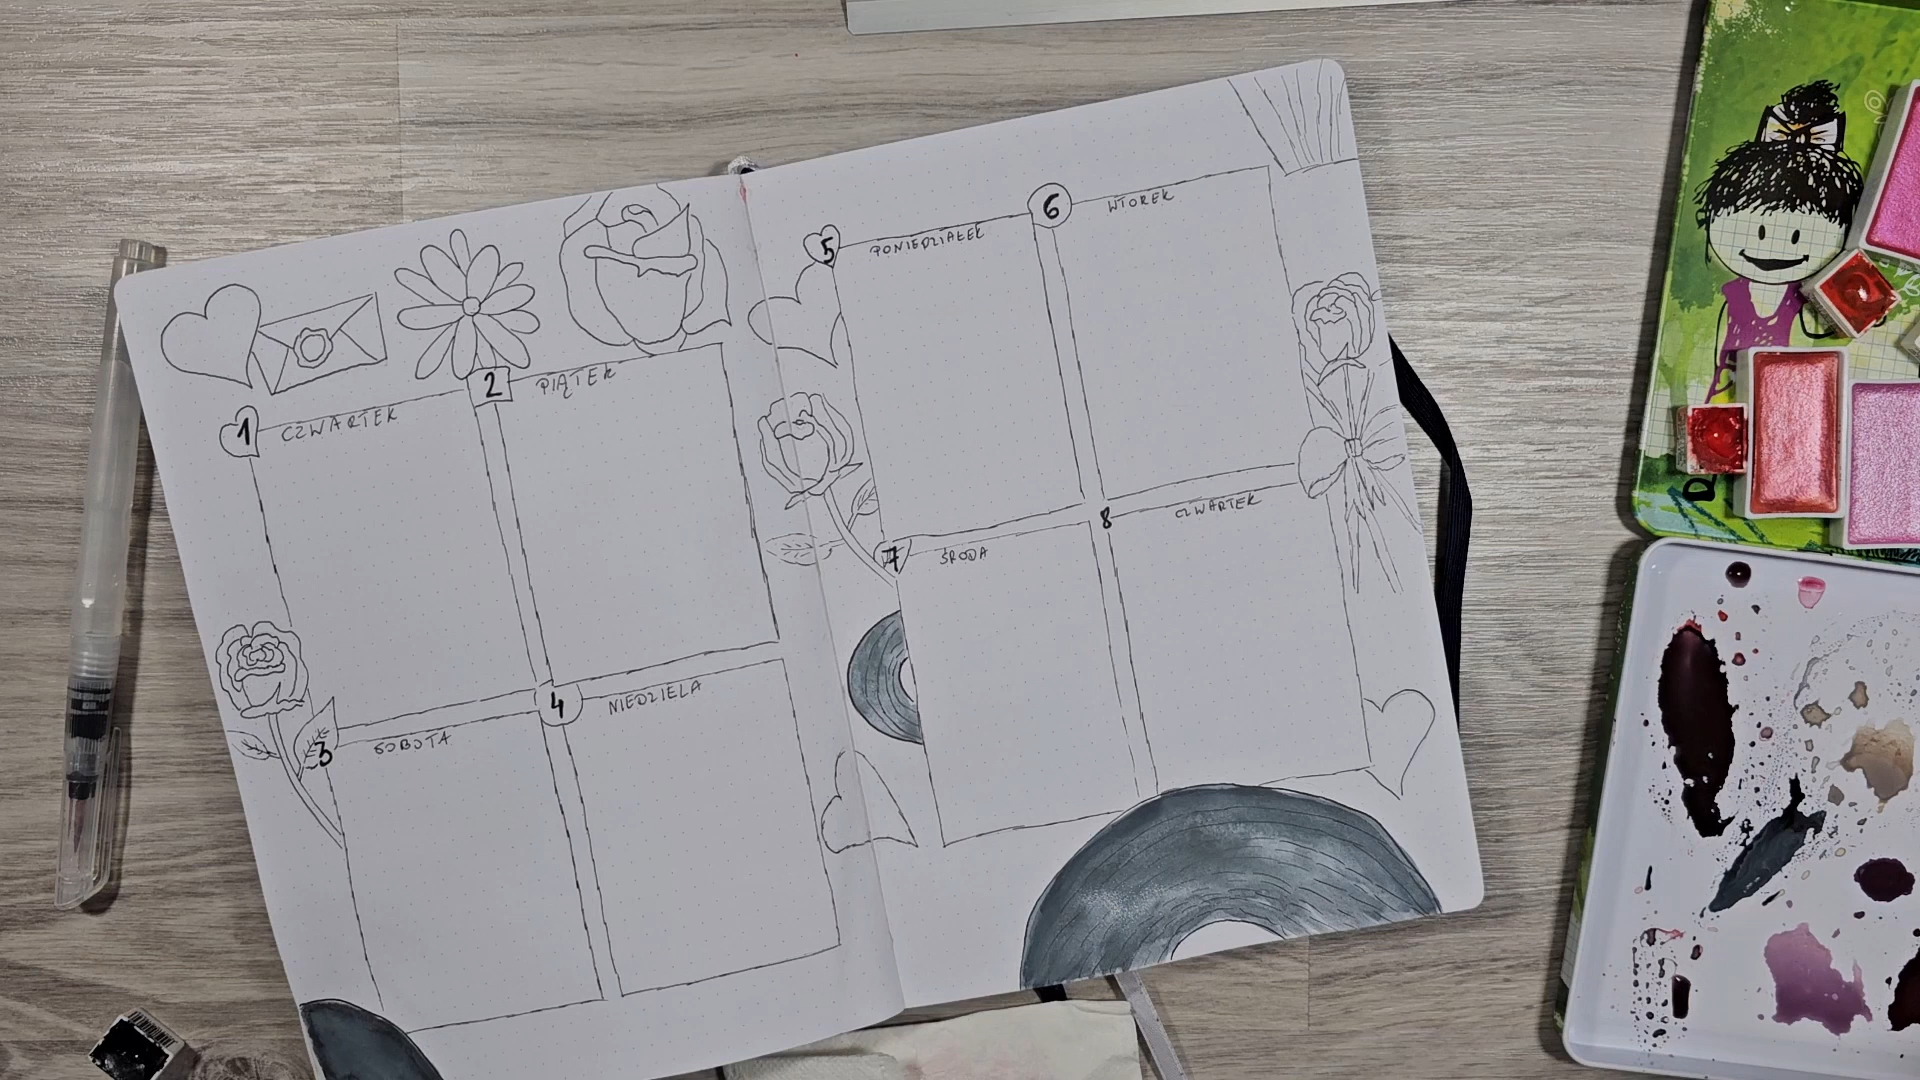 1 CZWARTEK
2 PIĄTEK
3 SOBOTA
4 NIEDZIELA
5 PONIEDZIAŁEK
6 WTOREK
7 ŚRODA
8 CZWARTEK